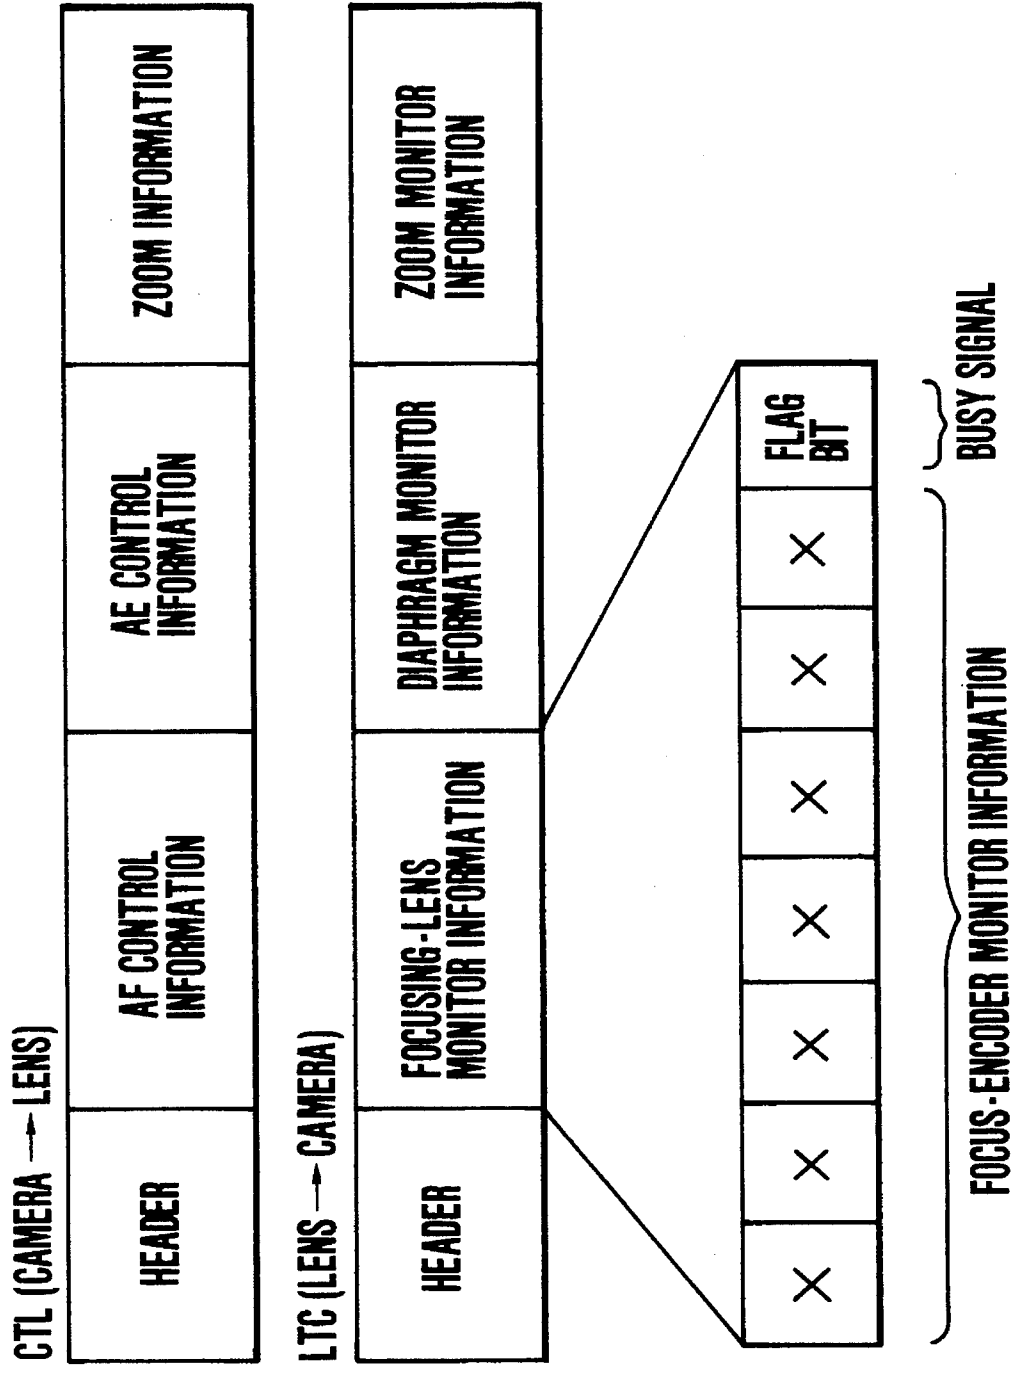 CTL (CAMERA → LENS)
HEADER
AF CONTROL
INFORMATION
AE CONTROL
INFORMATION
ZOOM INFORMATION
LTC (LENS → CAMERA)
HEADER
FOCUSING-LENS
MONITOR INFORMATION
DIAPHRAGM MONITOR
INFORMATION
ZOOM MONITOR
INFORMATION
X X X X X X X
FLAG
BIT
FOCUS-ENCODER MONITOR INFORMATION
BUSY SIGNAL